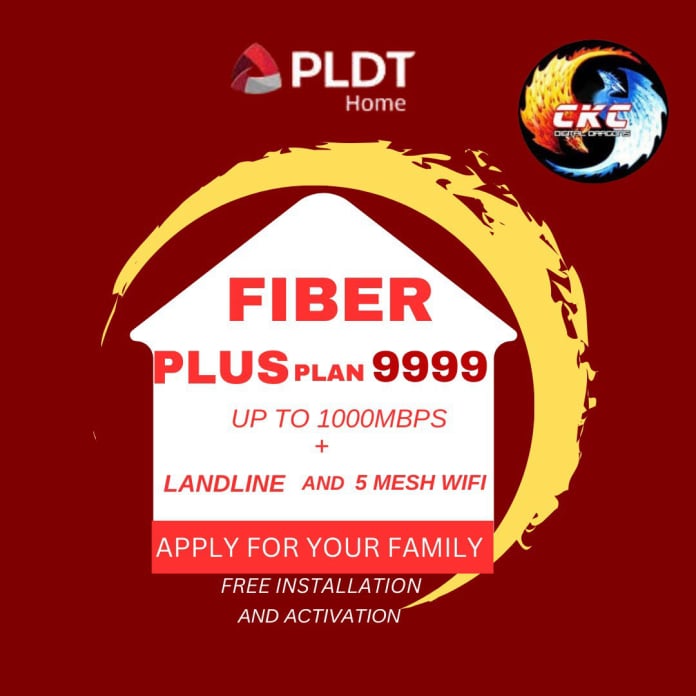 PLDT
Home
CKC
DIGITAL DRAGONS
FIBER
PLUS PLAN 9999
UP TO 1000MBPS
+
LANDLINE AND 5 MESH WIFI
APPLY FOR YOUR FAMILY
FREE INSTALLATION
AND ACTIVATION